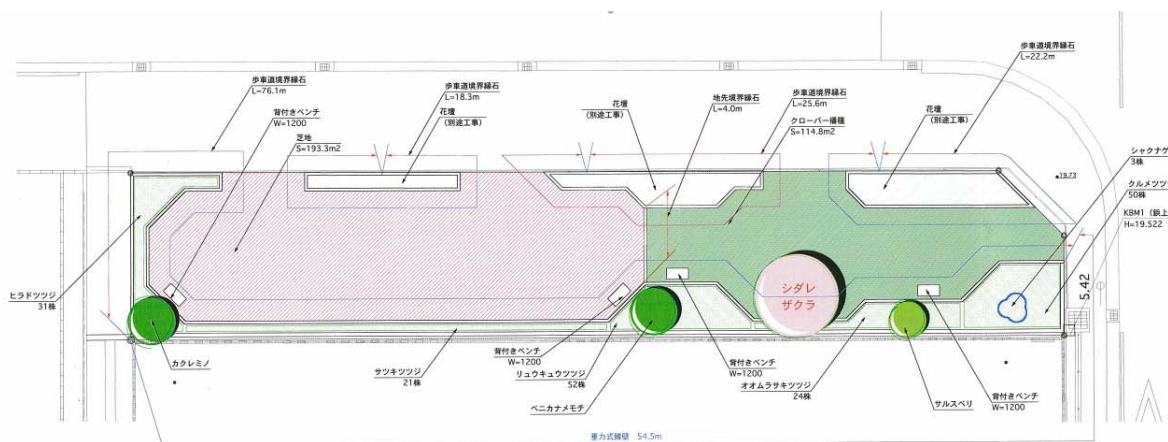 歩車道境界縁石
L=76.1m
背付きベンチ
W=1200
芝地
S=193.3m2
歩車道境界縁石
L=18.3m
花壇
(別途工事)
花壇
(別途工事)
地先境界縁石
L=4.0m
歩車道境界縁石
L=25.6m
クローバー播種
S=114.8m2
花壇
(別途工事)
歩車道境界縁石
L=22.2m
シャクナゲ
3株
19.73
クルメツツ
50株
KBM1(鋲上
H=19.522
5.42
シダレ
ザクラ
ヒラドツツジ
31株
カクレミノ
サツキツツジ
21株
背付きベンチ
W=1200
リュウキュウツツジ
52株
ベニカナメモチ
背付きベンチ
W=1200
オオムラサキツツジ
24株
サルスベリ
背付きベンチ
W=1200
重力式擁壁 54.5m